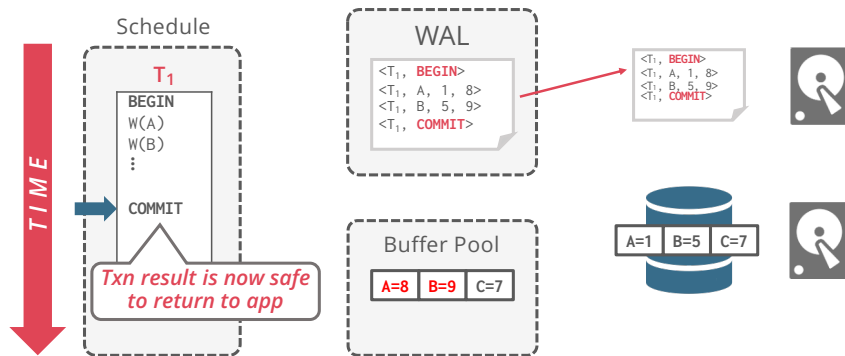 Schedule
TIME
T1
BEGIN
W(A)
W(B)
⋮
COMMIT
Txn result is now safe
to return to app
WAL
<T1, BEGIN>
<T1, A, 1, 8>
<T1, B, 5, 9>
<T1, COMMIT>
Buffer Pool
A=8 B=9 C=7
<T1, BEGIN>
<T1, A, 1, 8>
<T1, B, 5, 9>
<T1, COMMIT>
A=1 B=5 C=7